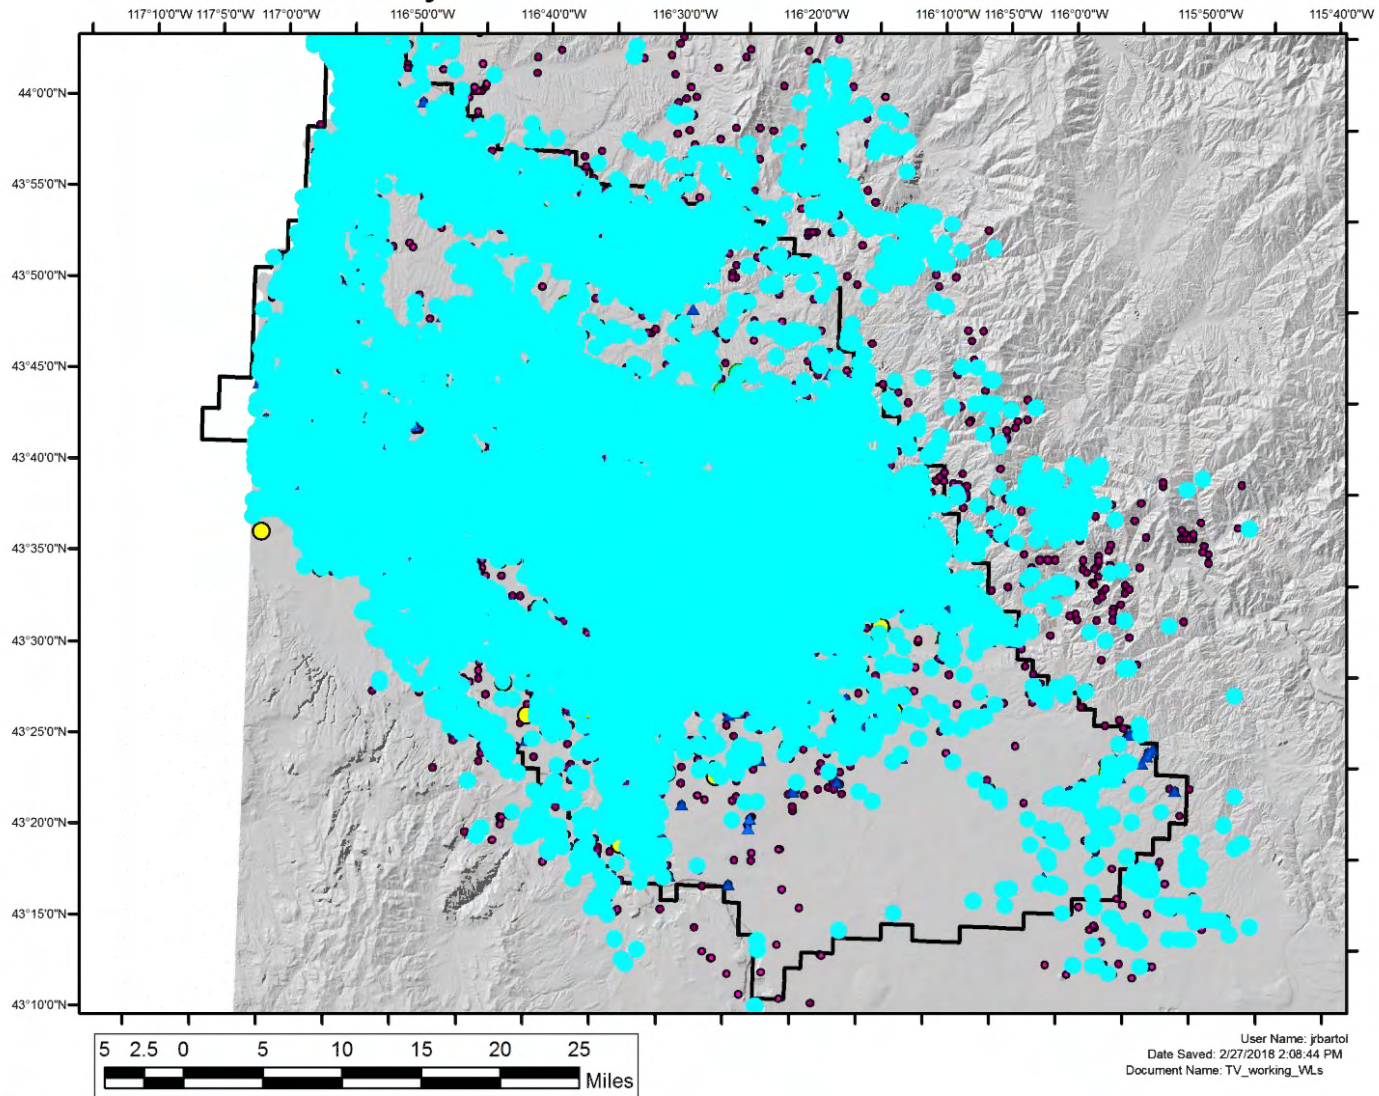 117°10'0"W 117°5'0"W 117°0'0"W 116°50'0"W 116°40'0"W 116°30'0"W 116°20'0"W 116°10'0"W 116°5'0"W 116°0'0"W 115°50'0"W 115°40'0"W
44°0'0"N
43°55'0"N
43°50'0"N
43°45'0"N
43°40'0"N
43°35'0"N
43°30'0"N
43°25'0"N
43°20'0"N
43°15'0"N
43°10'0"N
5 2.5 0 5 10 15 20 25
Miles
User Name: jrbartol
Date Saved: 2/27/2018 2:08:44 PM
Document Name: TV_working_WLs